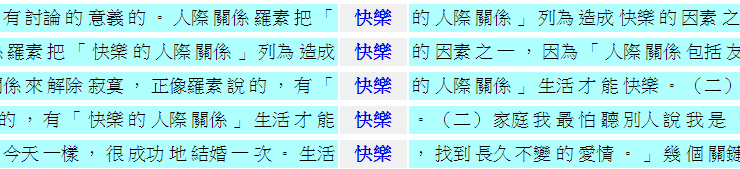 有討論的意義的。人際關係羅素把「 快樂 的人際關係」列為造成快樂的因素之
羅素把「快樂的人際關係」列為造成 快樂 的因素之一，因為「人際關係包括友
關係來解除寂寞，正像羅素說的，有「 快樂 的人際關係」生活才能快樂。（二）
的，有「快樂的人際關係」生活才能 快樂 。（二）家庭我最怕聽別人說我是
今天一樣，很成功地結婚一次。生活 快樂 ，找到長久不變的愛情。」幾個關鍵